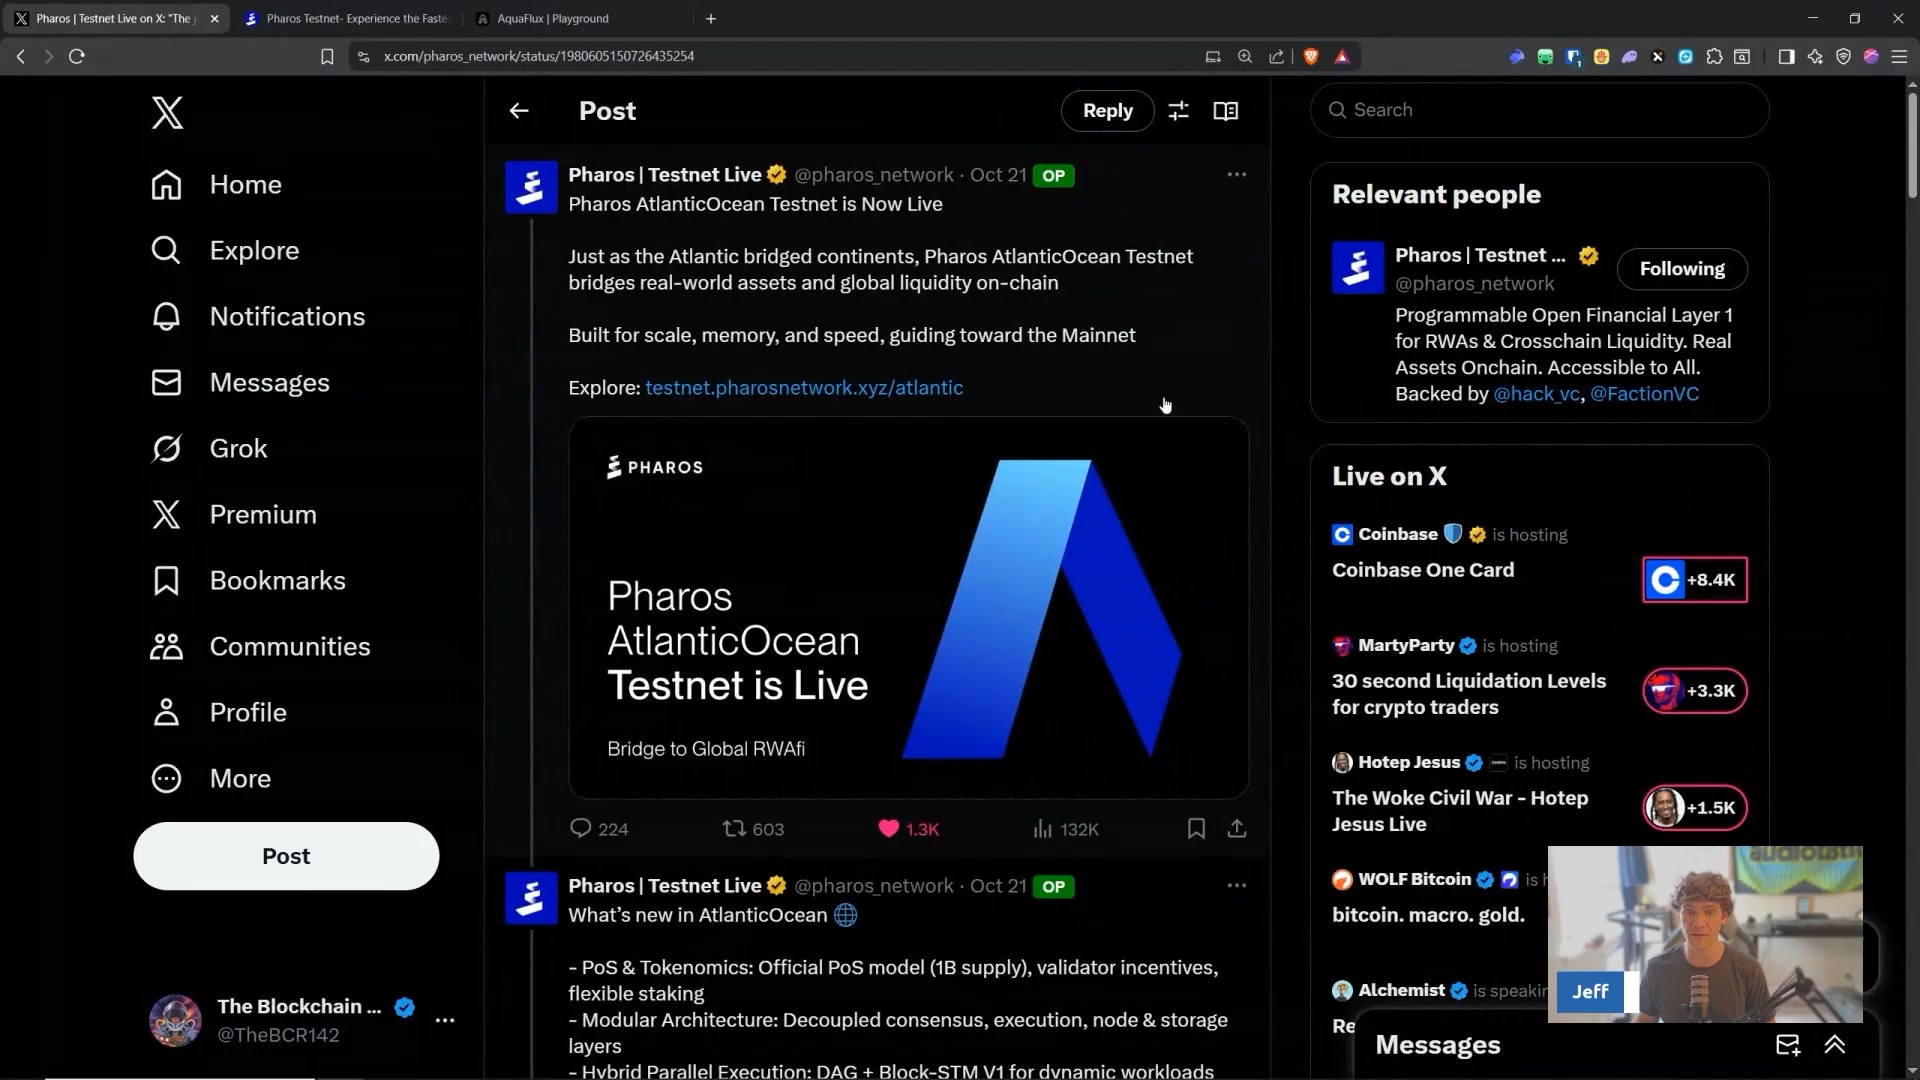 Pharos | Testnet Live on X: "The j
Pharos Testnet- Experience the Faste
AquaFlux | Playground
x.com/pharos_network/status/1980605150726435254
Home
Explore
Notifications
Messages
Grok
Premium
Bookmarks
Communities
Profile
More
Post
The Blockchain ...
@TheBCR142
Post
Reply
Pharos | Testnet Live @pharos_network · Oct 21 OP
Pharos AtlanticOcean Testnet is Now Live
Just as the Atlantic bridged continents, Pharos AtlanticOcean Testnet
bridges real-world assets and global liquidity on-chain
Built for scale, memory, and speed, guiding toward the Mainnet
Explore: testnet.pharosnetwork.xyz/atlantic
PHAROS
Pharos
AtlanticOcean
Testnet is Live
Bridge to Global RWAfi
224
603
1.3K
132K
Pharos | Testnet Live @pharos_network · Oct 21 OP
What's new in AtlanticOcean
- PoS & Tokenomics: Official PoS model (1B supply), validator incentives,
flexible staking
- Modular Architecture: Decoupled consensus, execution, node & storage
layers
- Hybrid Parallel Execution: DAG + Block-STM V1 for dynamic workloads
Search
Relevant people
Pharos | Testnet ...
@pharos_network
Following
Programmable Open Financial Layer 1
for RWAs & Crosschain Liquidity. Real
Assets Onchain. Accessible to All.
Backed by @hack_vc, @FactionVC
Live on X
Coinbase is hosting
Coinbase One Card
+8.4K
MartyParty is hosting
30 second Liquidation Levels
for crypto traders
+3.3K
Hotep Jesus is hosting
The Woke Civil War - Hotep
Jesus Live
+1.5K
WOLF Bitcoin is h
bitcoin. macro. gold.
Alchemist is speakin
Re
Jeff
Messages